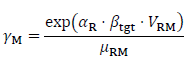 γ_M = exp(α_R · β_tgt · V_RM) / μ_RM